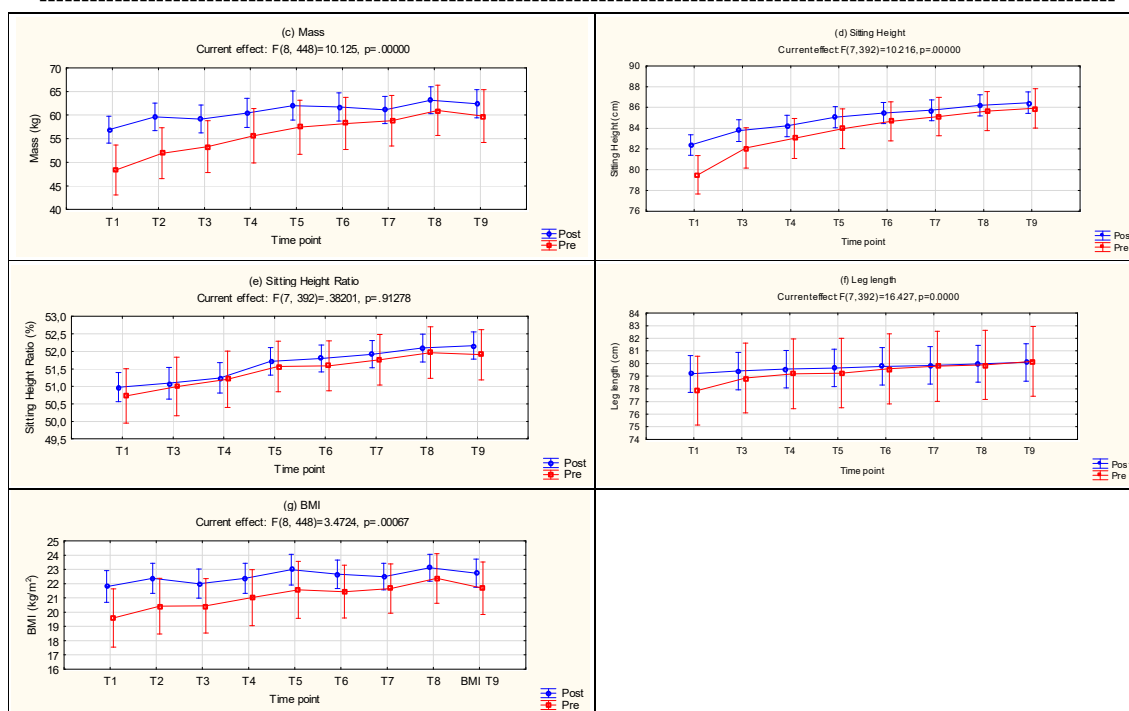 (c) Mass
Current effect: F(8, 448)=10.125, p=.00000
Mass (kg)
70
65
60
55
50
45
40
T1 T2 T3 T4 T5 T6 T7 T8 T9
Time point
Post
Pre
(d) Sitting Height
Current effect: F(7,392)=10.216, p=.00000
Sitting Height (cm)
90
88
86
84
82
80
78
76
T1 T3 T4 T5 T6 T7 T8 T9
Time point
Post
Pre
(e) Sitting Height Ratio
Current effect: F(7, 392)=.38201, p=.91278
Sitting Height Ratio (%)
53,0
52,5
52,0
51,5
51,0
50,5
50,0
49,5
T1 T3 T4 T5 T6 T7 T8 T9
Time point
Post
Pre
(f) Leg length
Current effect: F(7,392)=16.427, p=0.0000
Leg length (cm)
84
83
82
81
80
79
78
77
76
75
74
T1 T3 T4 T5 T6 T7 T8 T9
Time point
Post
Pre
(g) BMI
Current effect: F(8, 448)=3.4724, p=.00067
BMI (kg/m²)
25
24
23
22
21
20
19
18
17
16
T1 T2 T3 T4 T5 T6 T7 T8 BMI T9
Time point
Post
Pre